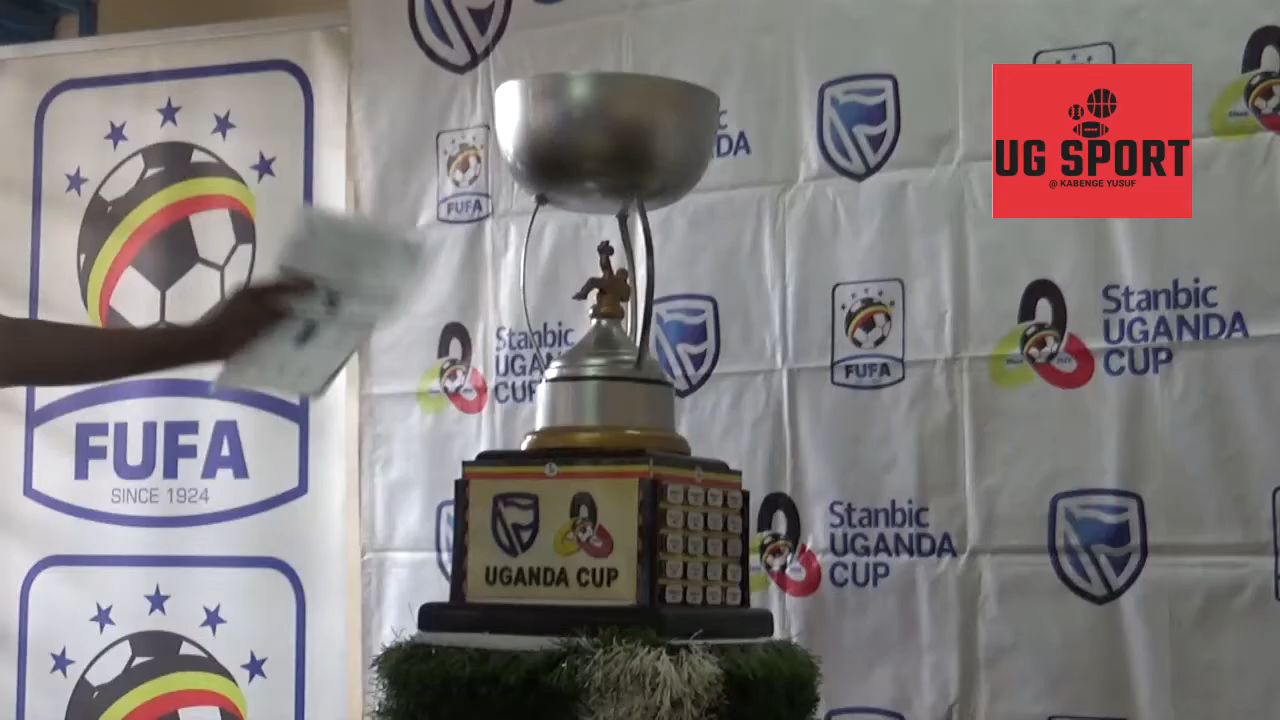 FUFA
SINCE 1924
FUFA
Stanbic
UGANDA
CUP
UGANDA CUP
FUFA
Stanbic
UGANDA
CUP
Stanbic
UGANDA
CUP
UG SPORT
@ KABENGE YUSUF